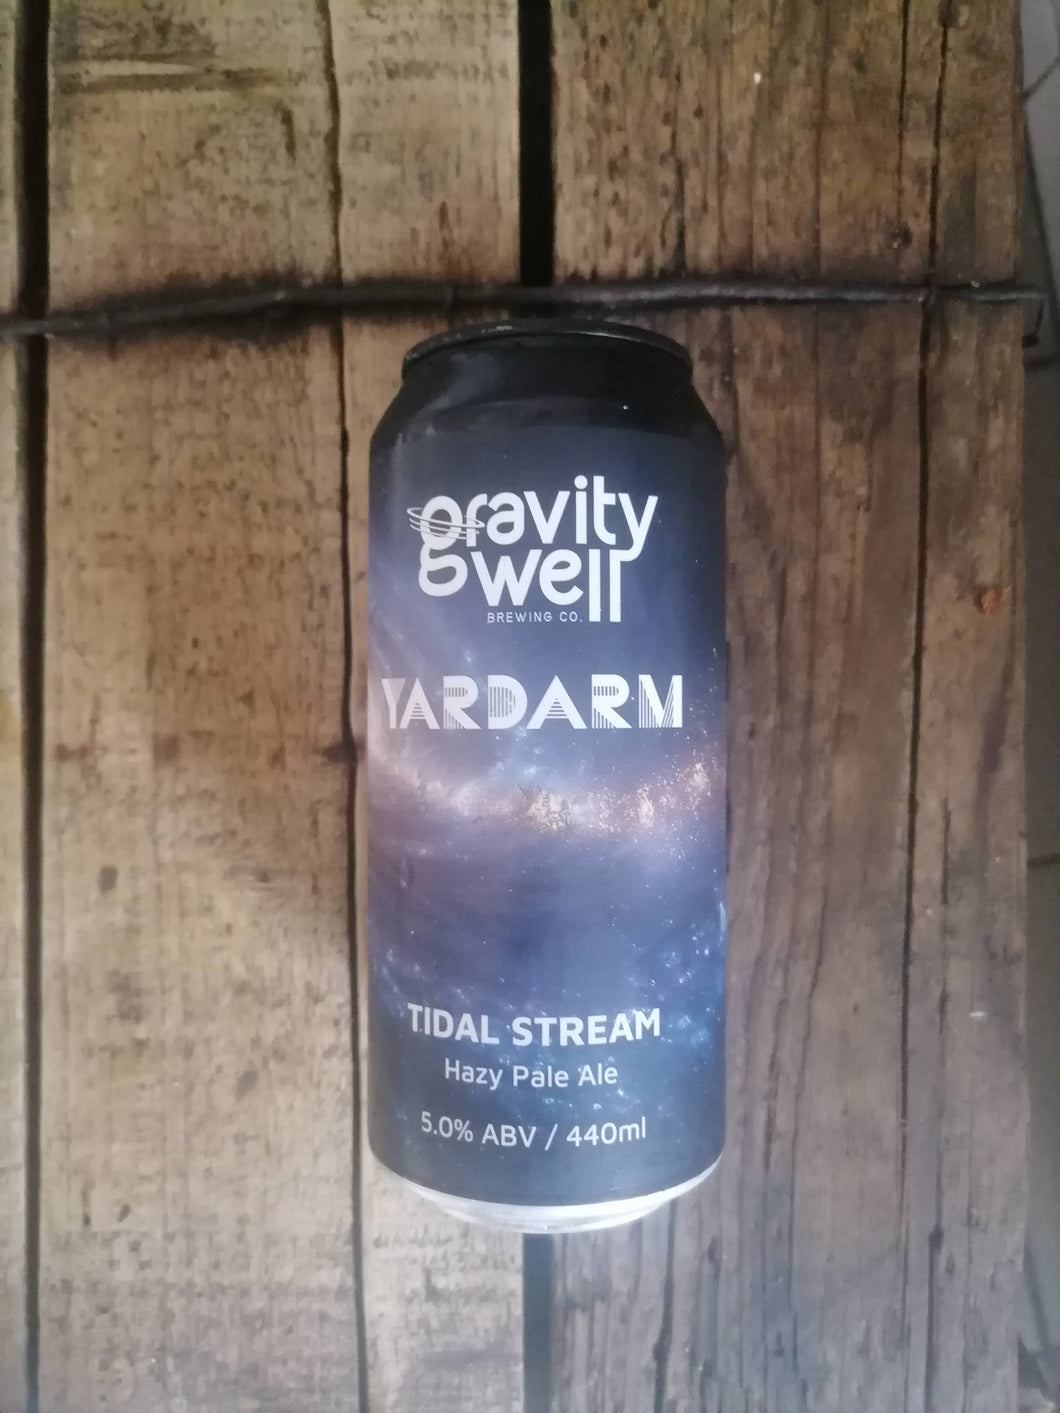 gravity
well
BREWING CO.
YARDARM
TIDAL STREAM
Hazy Pale Ale
5.0% ABV / 440ml